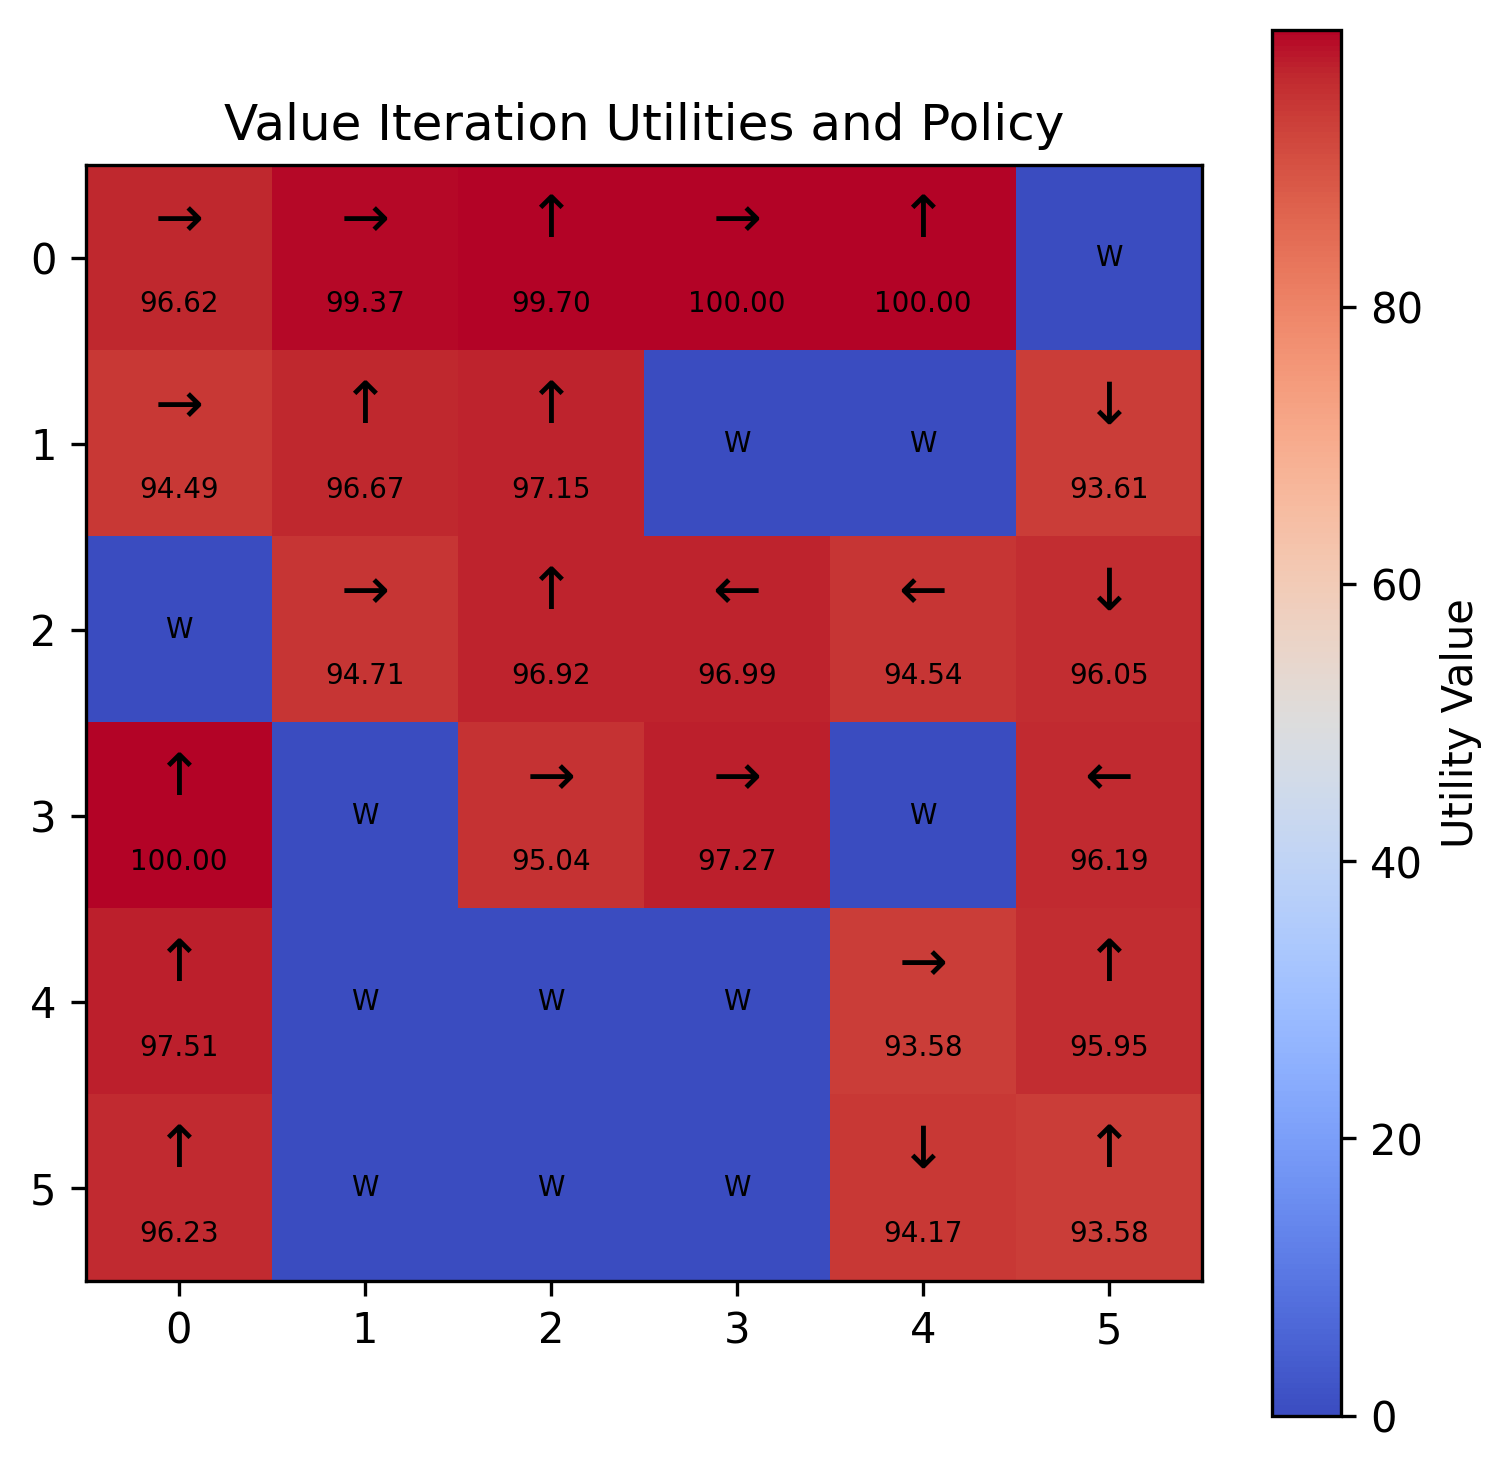 Value Iteration Utilities and Policy
0 → → ↑ → ↑ W
96.62 99.37 99.70 100.00 100.00
1 → ↑ ↑ W W ↓
94.49 96.67 97.15 93.61
2 W → ↑ ← ← ↓
94.71 96.92 96.99 94.54 96.05
3 ↑ W → → W ←
100.00 95.04 97.27 96.19
4 ↑ W W W → ↑
97.51 93.58 95.95
5 ↑ W W W ↓ ↑
96.23 94.17 93.58
0 1 2 3 4 5
80
60
40
20
0
Utility Value